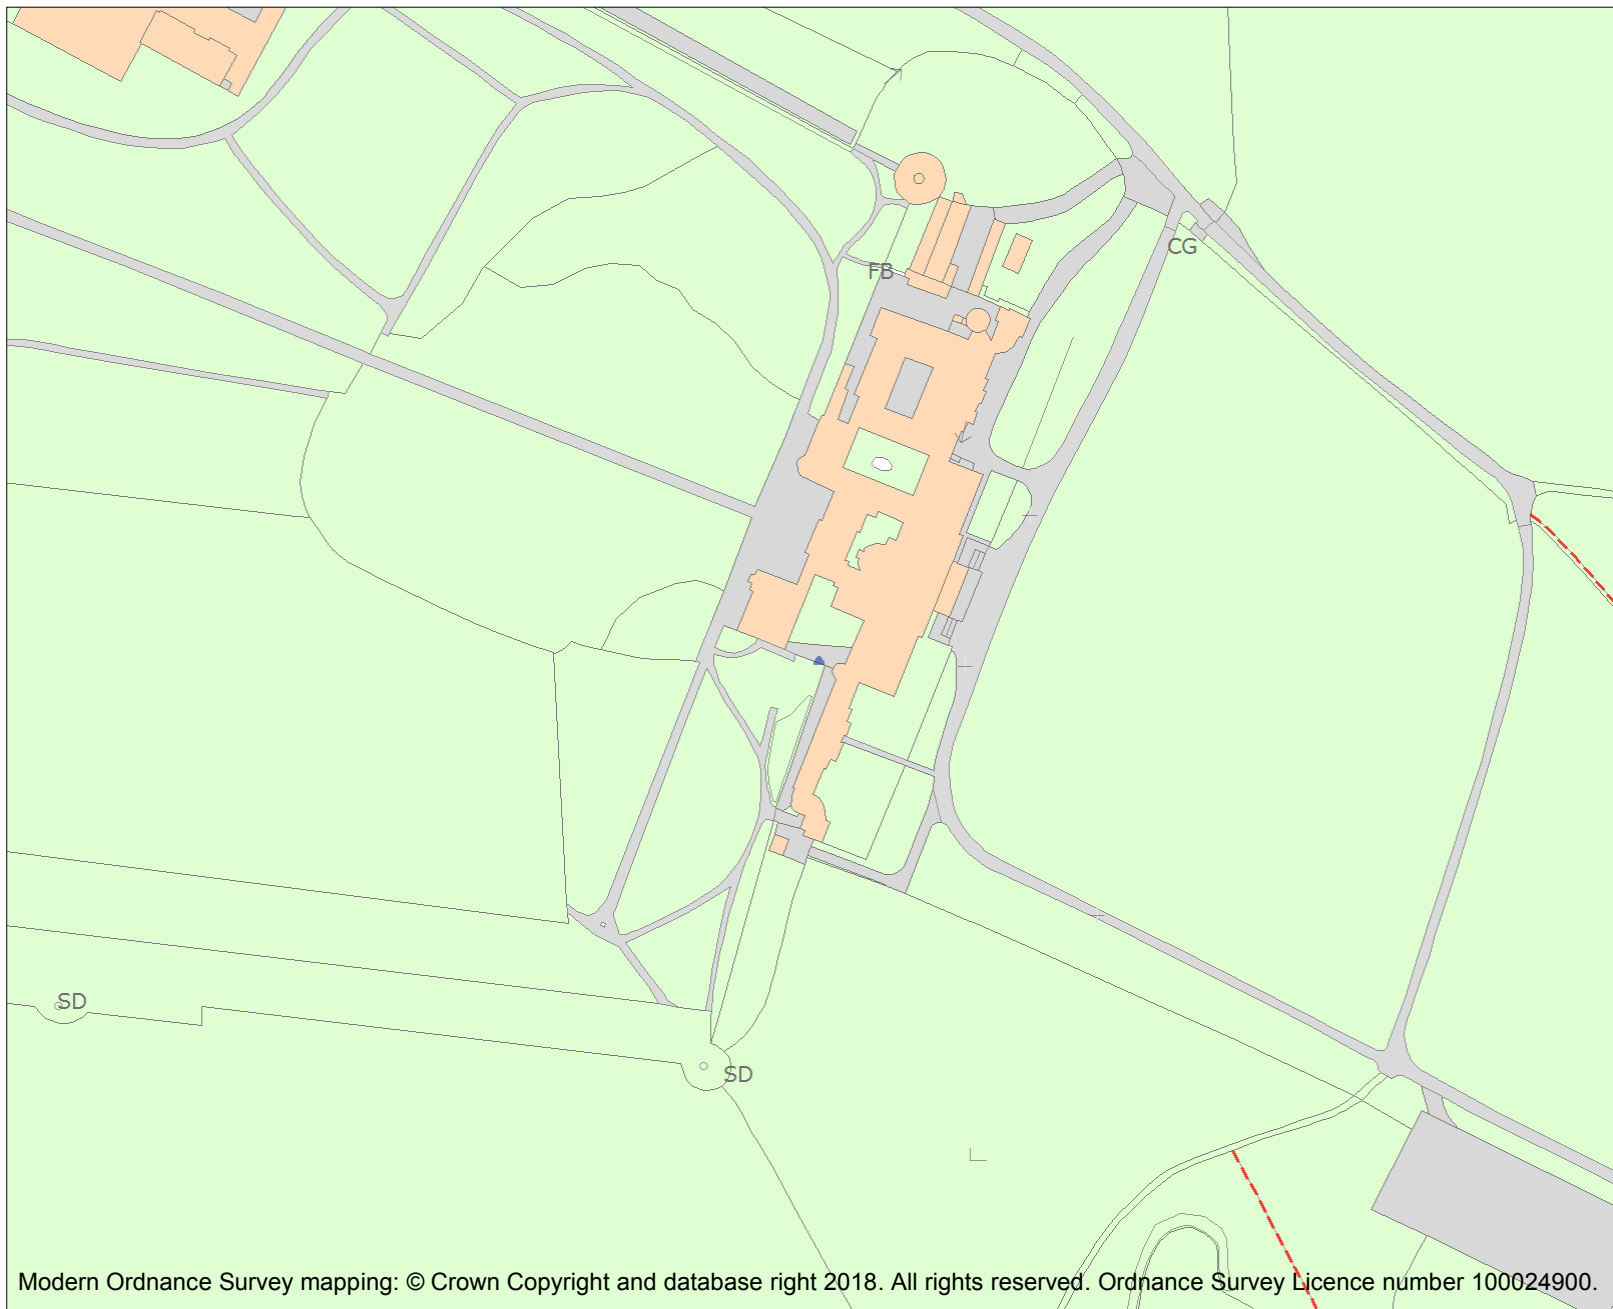 CG
FB
SD
SD
Modern Ordnance Survey mapping: © Crown Copyright and database right 2018. All rights reserved. Ordnance Survey Licence number 100024900.